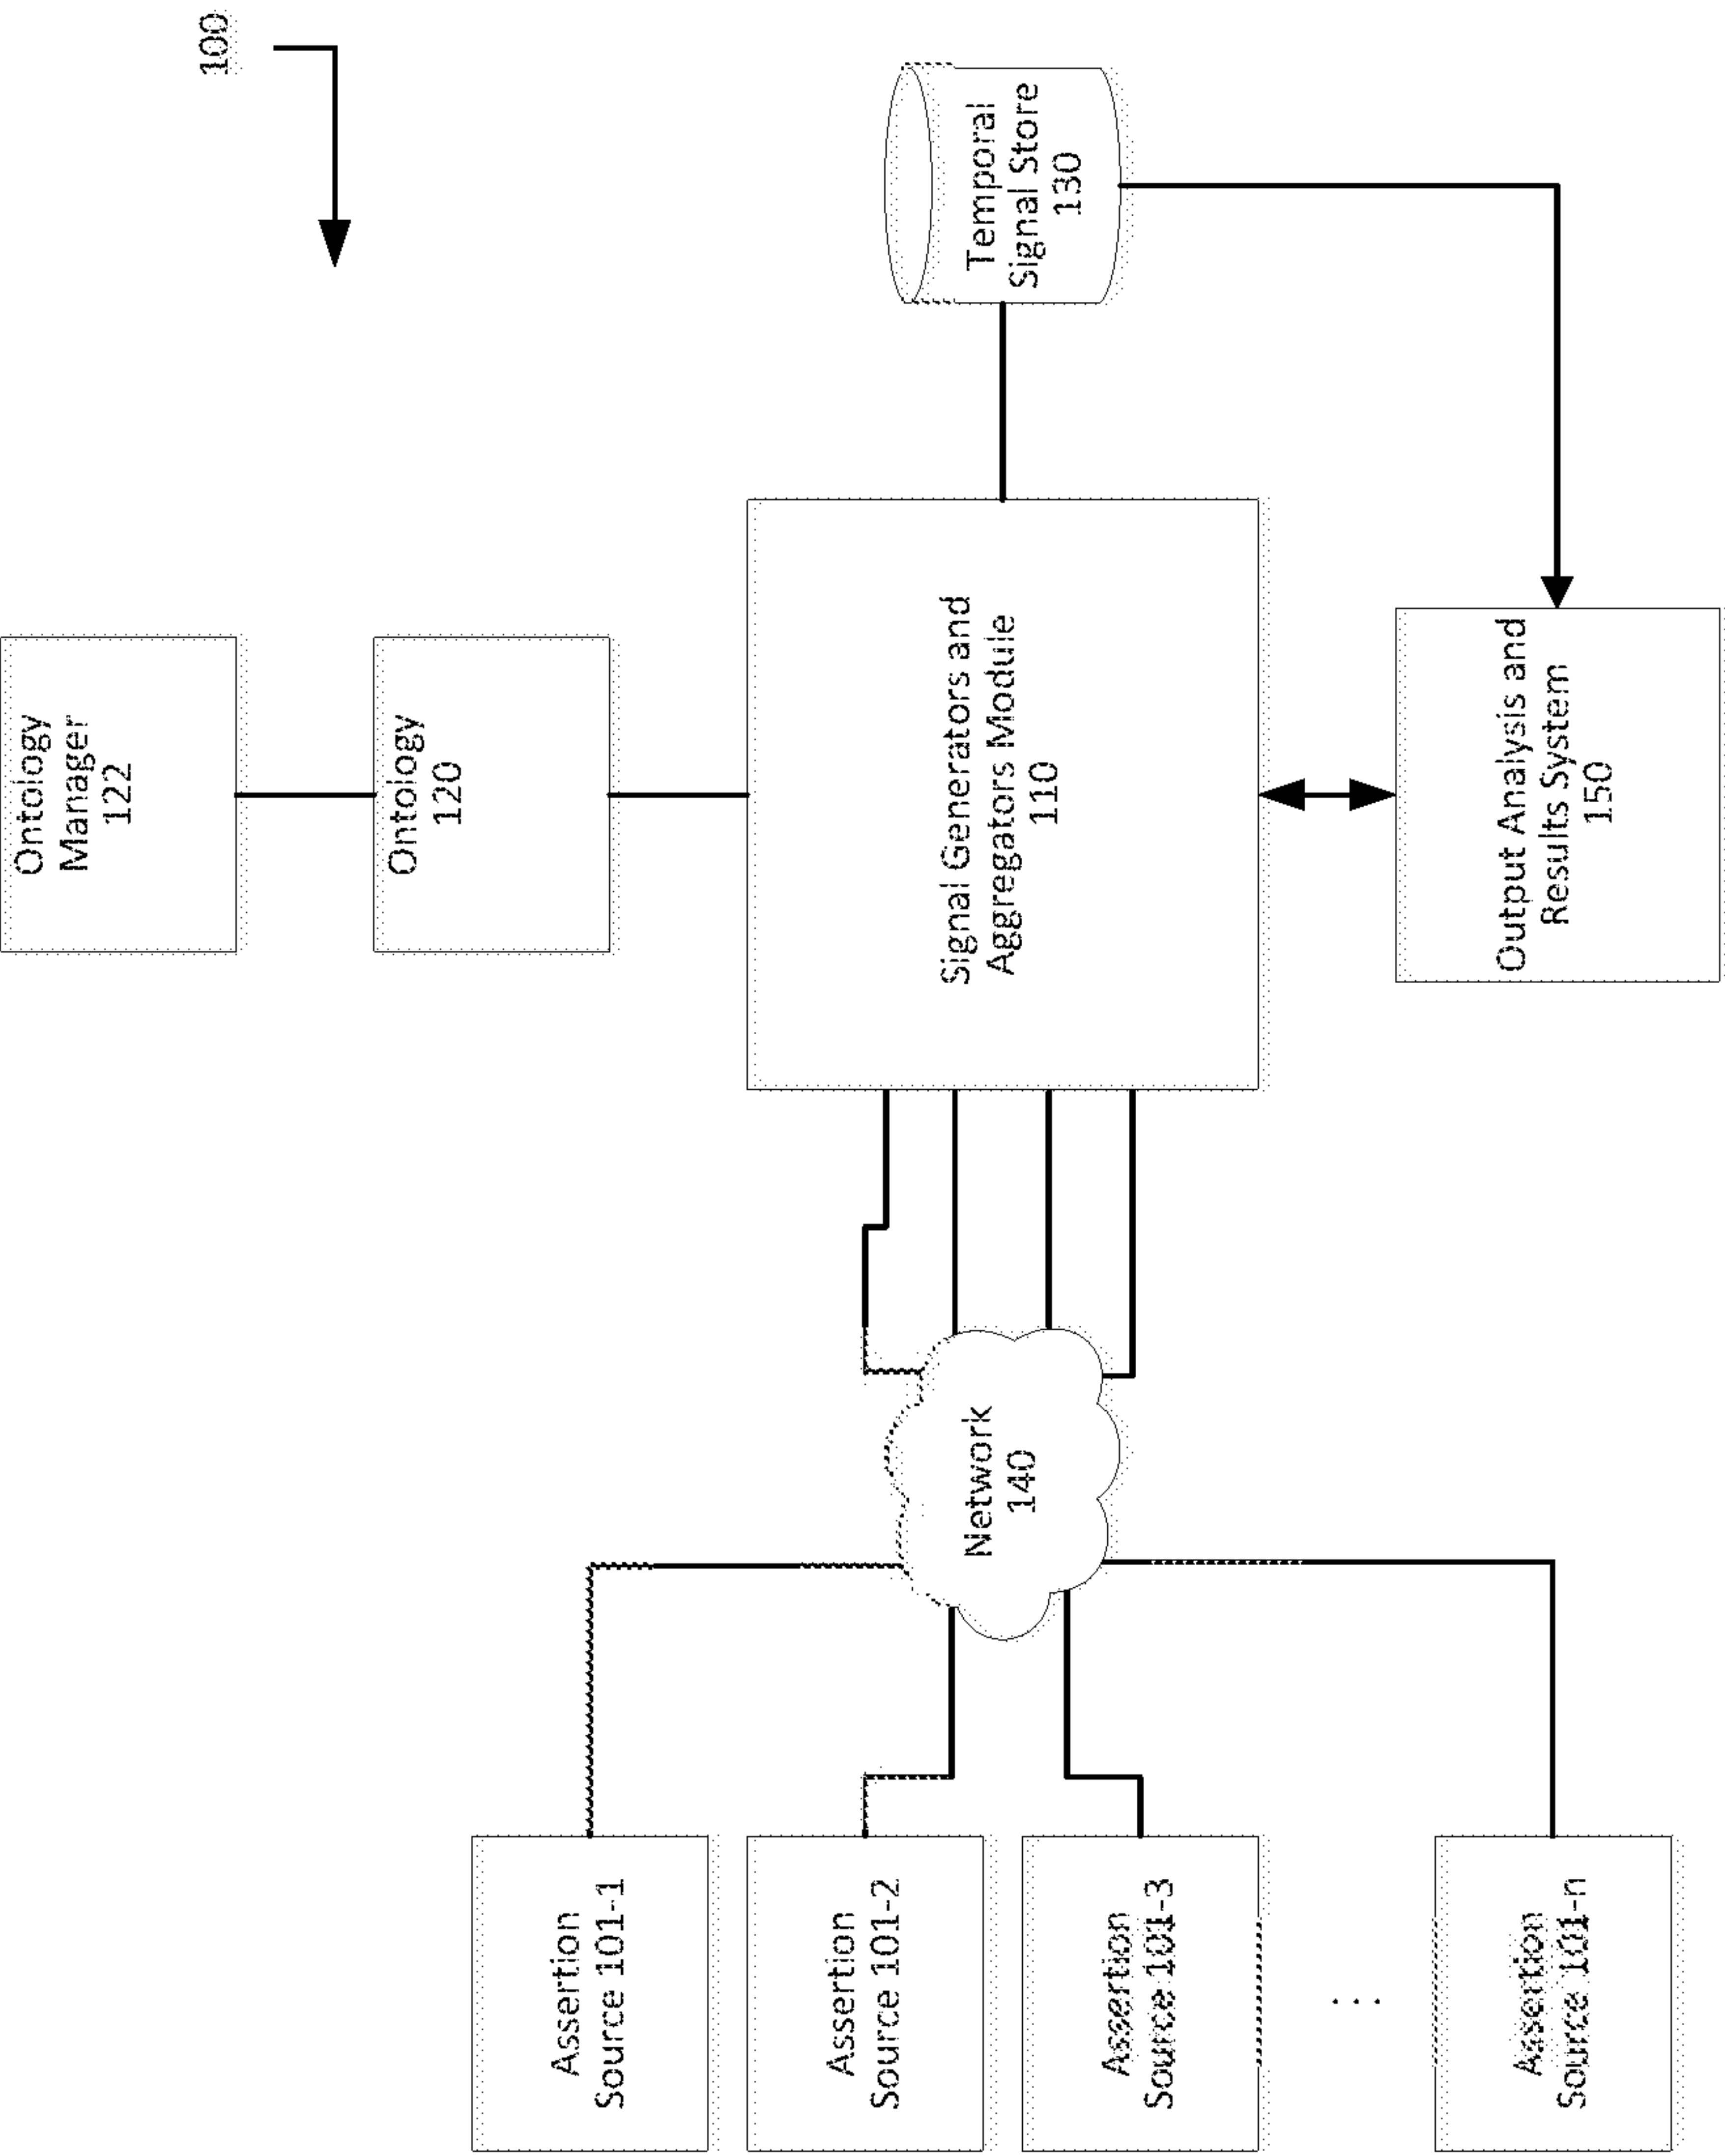 100
Ontology
Manager
122
Ontology
120
Assertion
Source 101-1
Assertion
Source 101-2
Assertion
Source 101-3
. . .
Assertion
Source 101-n
Network
140
Signal Generators and
Aggregators Module
110
Temporal
Signal Store
130
Output Analysis and
Results System
150